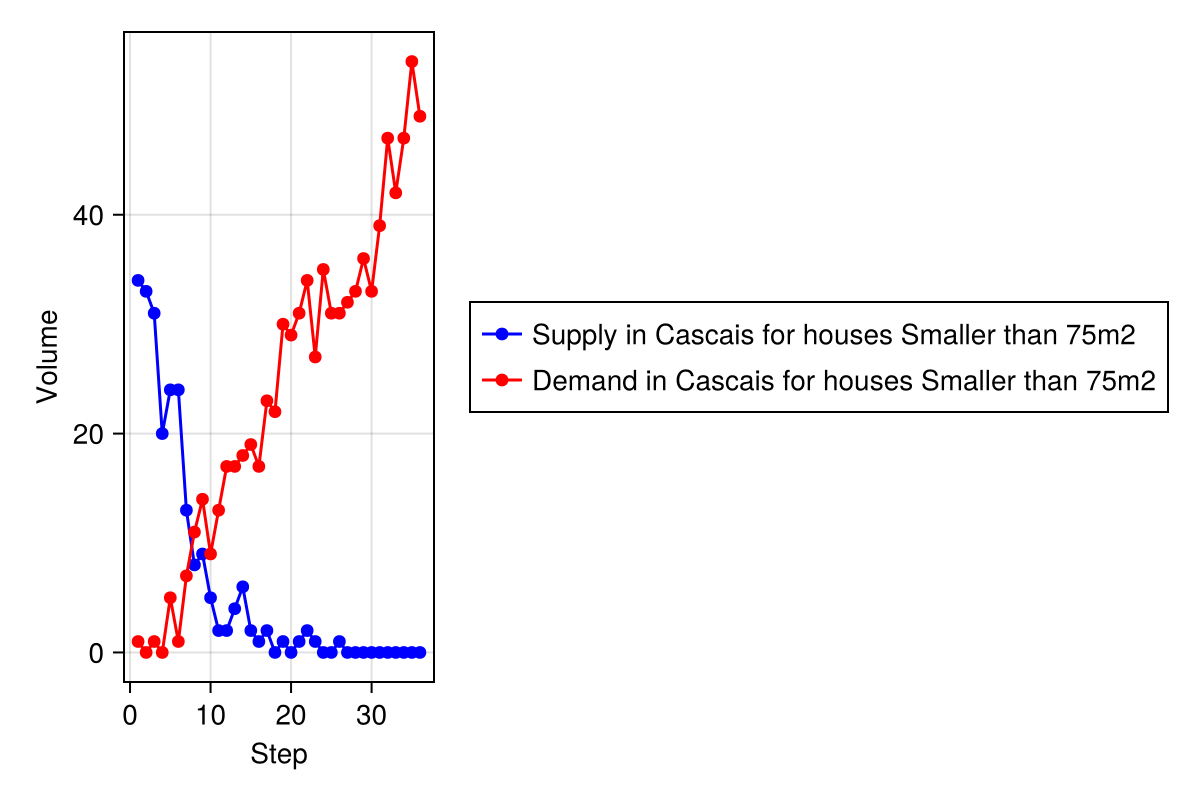 Volume
40
20
0
0 10 20 30
Step
Supply in Cascais for houses Smaller than 75m2
Demand in Cascais for houses Smaller than 75m2